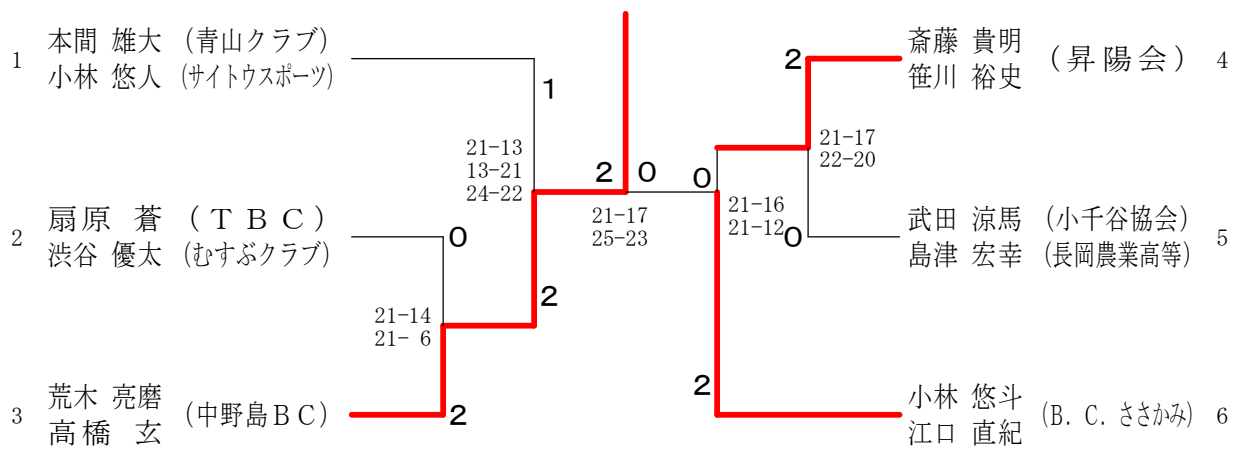 1
本間 雄大 (青山クラブ)
小林 悠人 (サイトウスポーツ)
1
21-13
13-21
24-22
2
扇原 蒼 (TBC)
渋谷 優太 (むすぶクラブ)
0
21-14
21- 6
2
3
荒木 亮磨
高橋 玄
(中野島BC)
2
2 0
21-17
25-23
斎藤 貴明
笹川 裕史
(昇陽会) 4
2
21-17
22-20
0
21-16
21-12
0
武田 涼馬 (小千谷協会)
島津 宏幸 (長岡農業高等)
5
2
小林 悠斗
江口 直紀
(B. C. ささかみ) 6